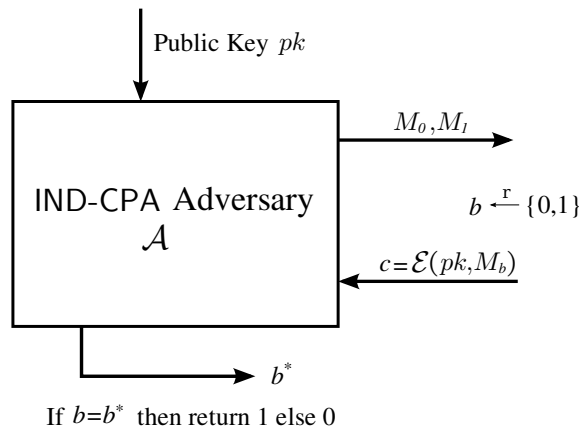 Public Key pk
M₀,M₁
IND-CPA Adversary
𝒜
b ←r {0,1}
c=ℰ(pk,M_b)
b*
If b=b* then return 1 else 0